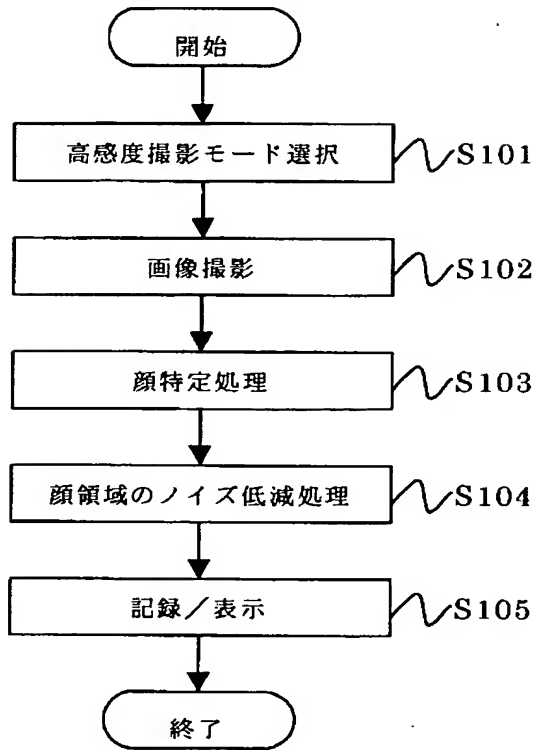 開始
高感度撮影モード選択 S101
画像撮影 S102
顔特定処理 S103
顔領域のノイズ低減処理 S104
記録／表示 S105
終了